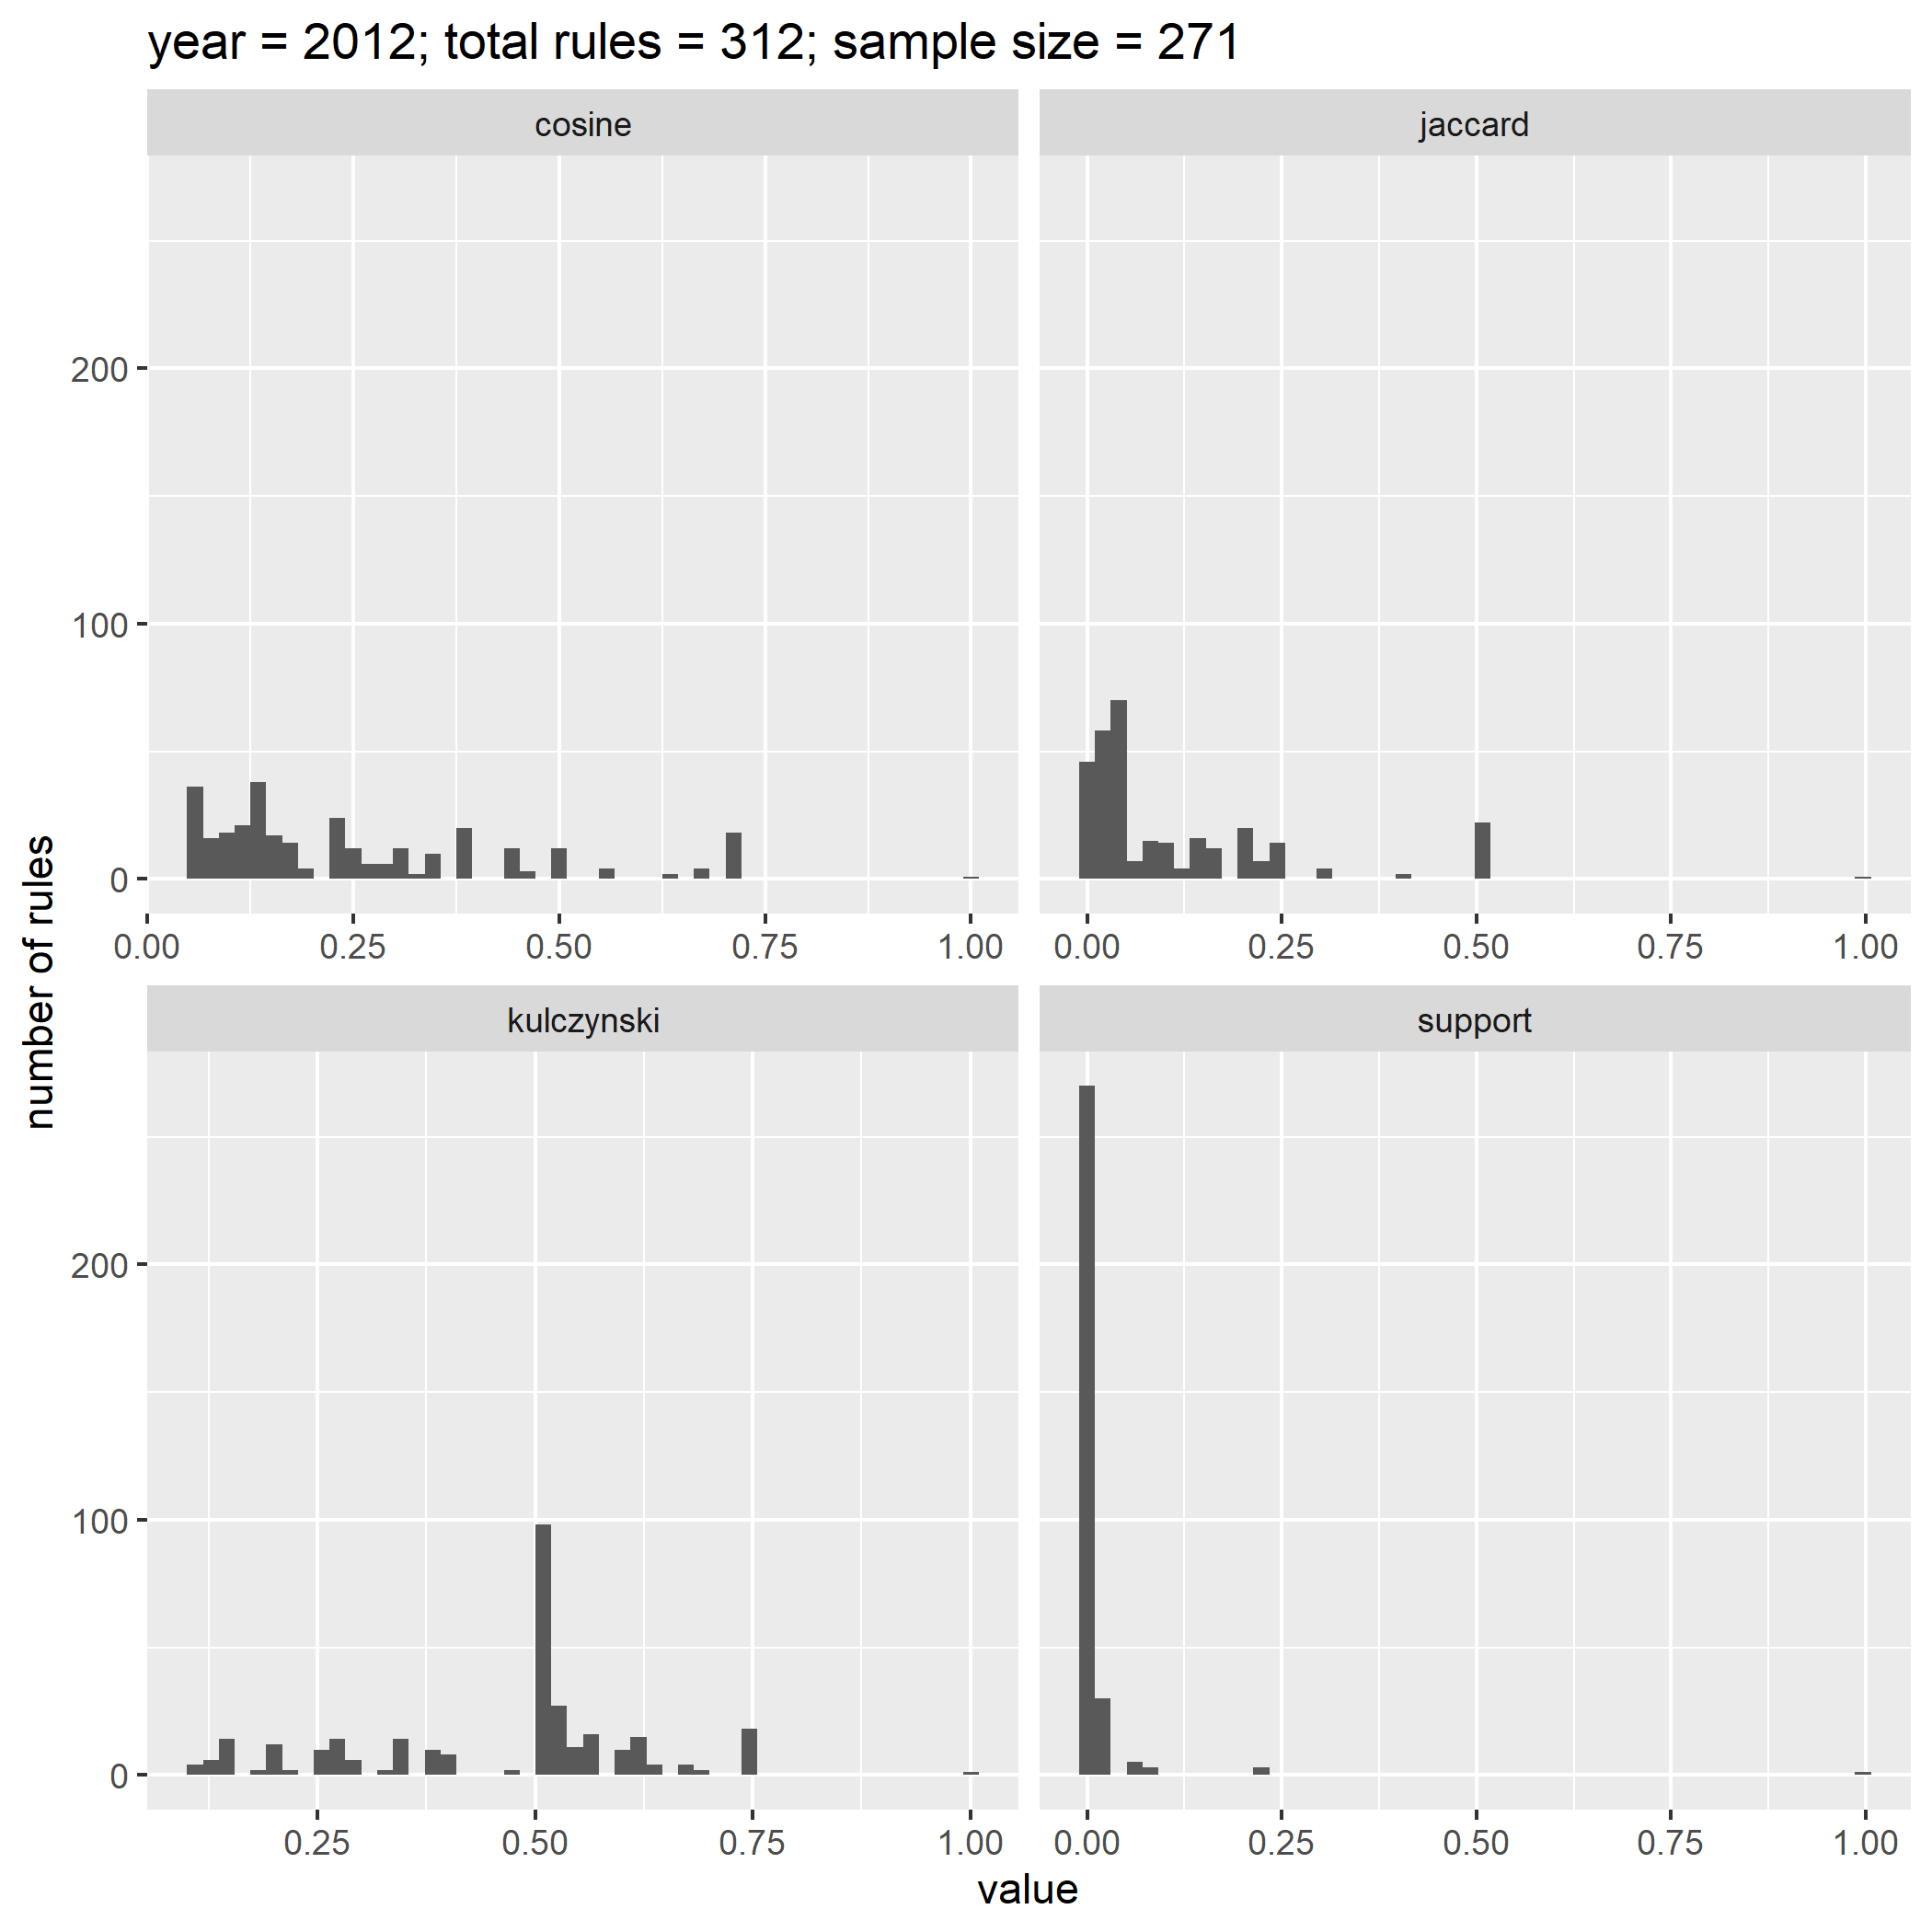 year = 2012; total rules = 312; sample size = 271
cosine
jaccard
200
100
0
0.00 0.25 0.50 0.75 1.00
0.00 0.25 0.50 0.75 1.00
number of rules
kulczynski
support
200
100
0
0.25 0.50 0.75 1.00
0.00 0.25 0.50 0.75 1.00
value